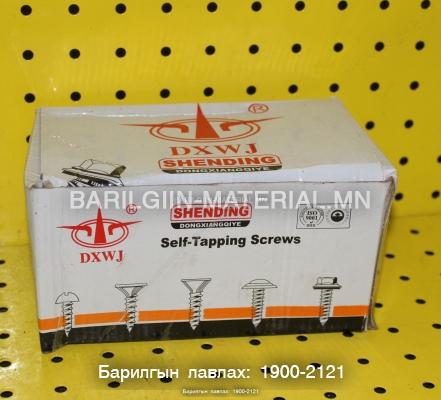 ®
DXWJ
SHENDING
DONGXIANGQIYE
BARILGIIN-MATERIAL.MN
®
DXWJ
SHENDING
DONGXIANGQIYE
ISO
9001
Self-Tapping Screws
Барилгын лавлах: 1900-2121
Барилгын лавлах: 1900-2121